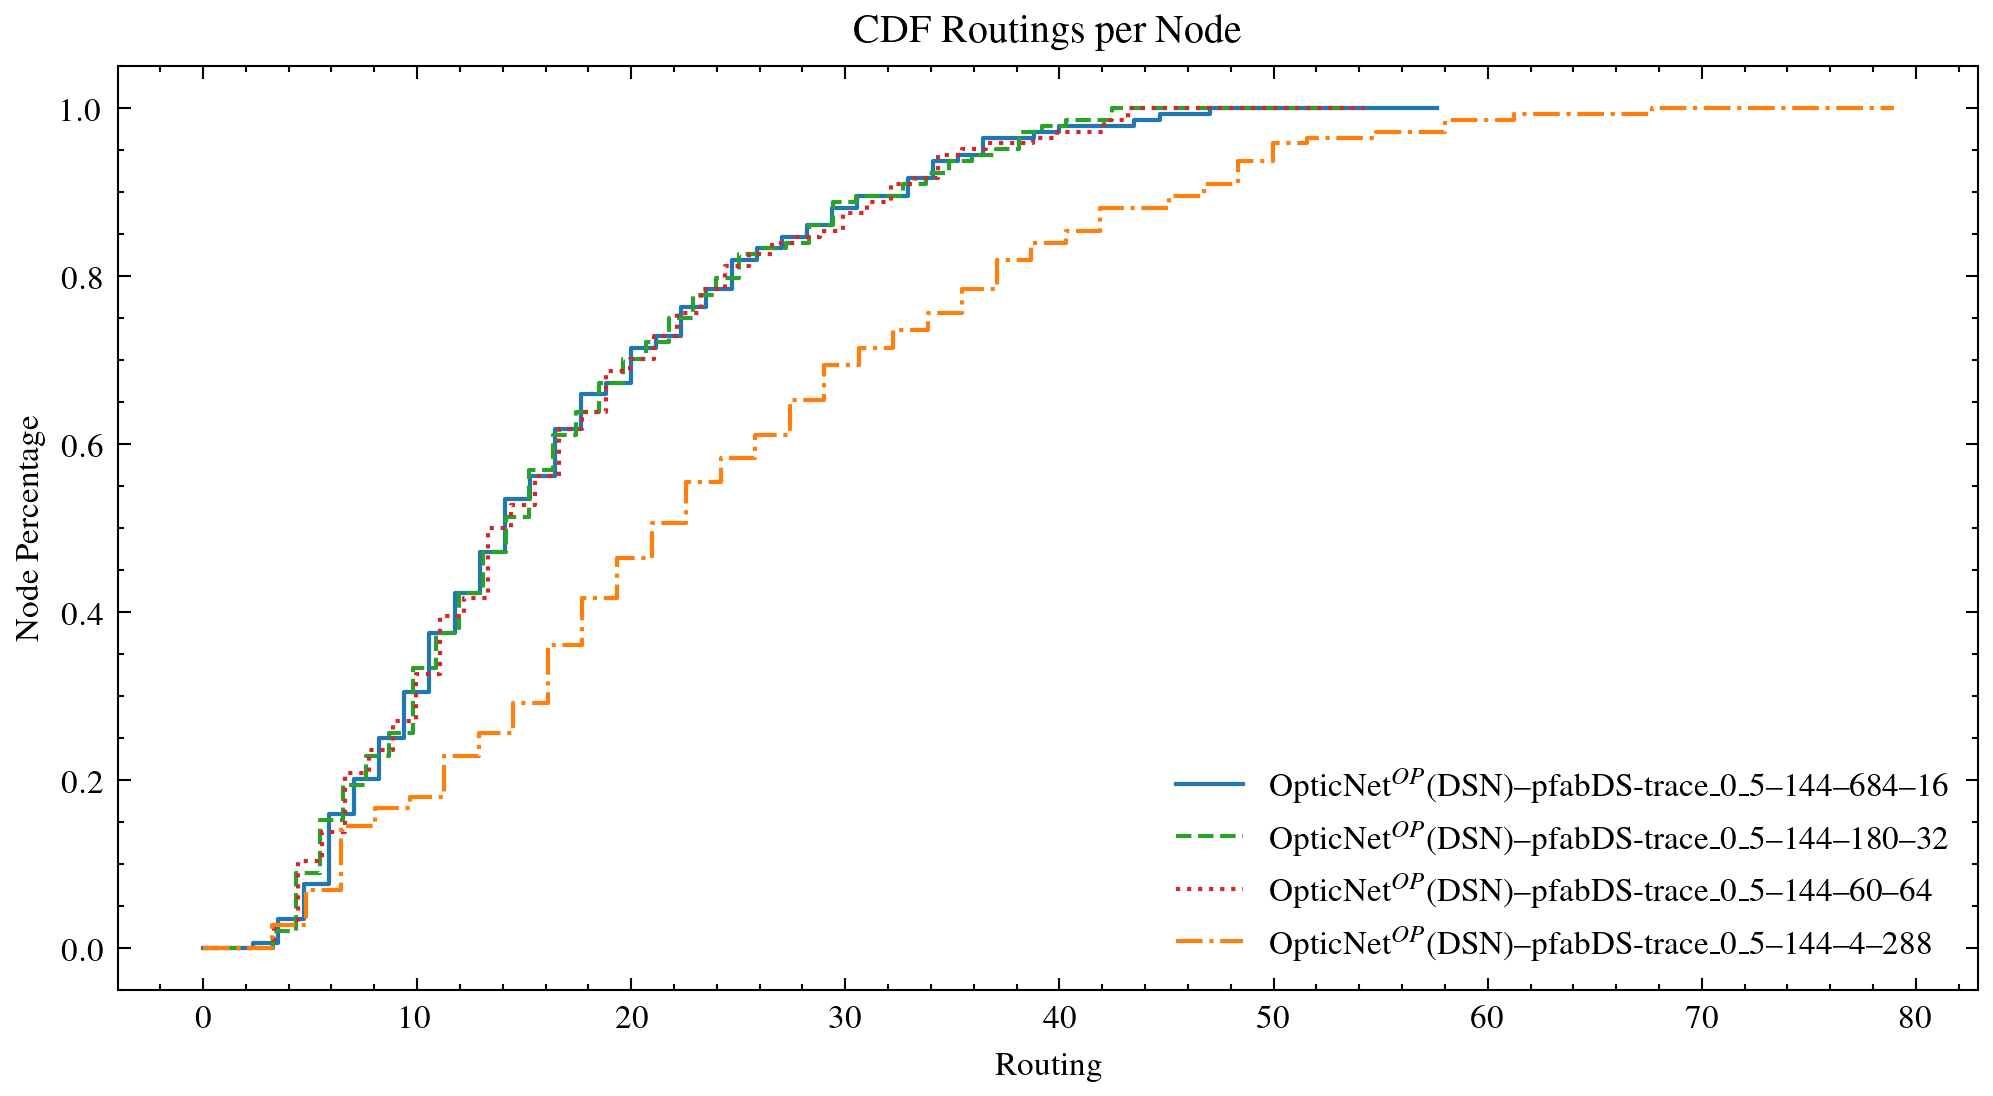 CDF Routings per Node
Node Percentage
1.0
0.8
0.6
0.4
0.2
0.0
OpticNet^OP(DSN)–pfabDS-trace_0_5–144–684–16
OpticNet^OP(DSN)–pfabDS-trace_0_5–144–180–32
OpticNet^OP(DSN)–pfabDS-trace_0_5–144–60–64
OpticNet^OP(DSN)–pfabDS-trace_0_5–144–4–288
0 10 20 30 40 50 60 70 80
Routing